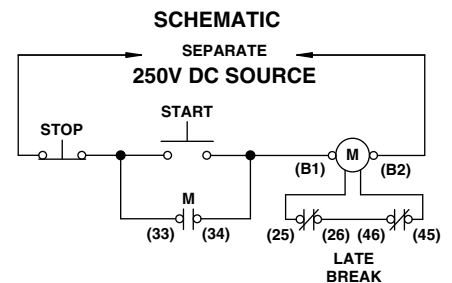 SCHEMATIC
SEPARATE
250V DC SOURCE
START
STOP
M
(B1)
(B2)
M
(33)
(34)
(25)
(26)
(46)
(45)
LATE
BREAK